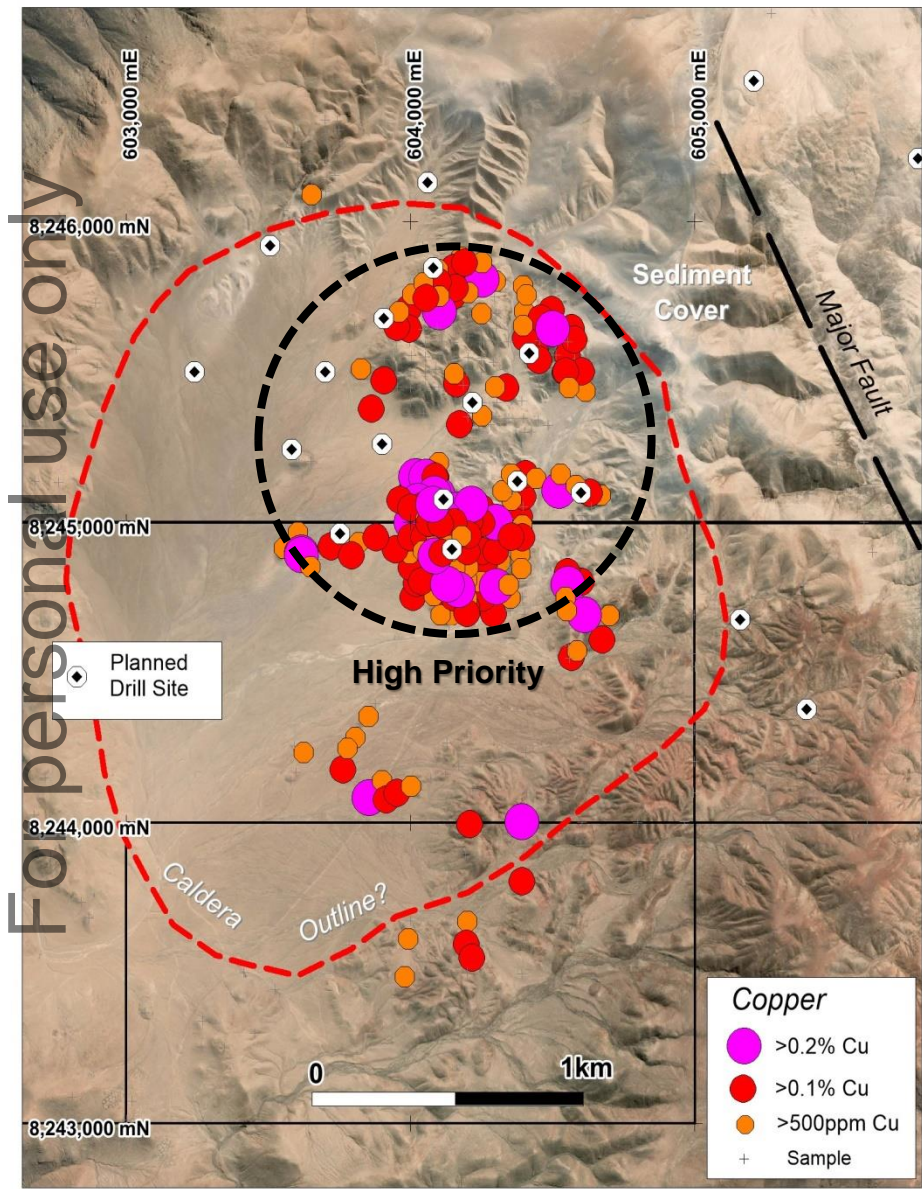 603,000 mE
604,000 mE
605,000 mE
For personal use only
8,246,000 mN
Sediment
Cover
Major Fault
8,245,000 mN
High Priority
Planned
Drill Site
8,244,000 mN
Caldera
Outline?
Copper
>0.2% Cu
>0.1% Cu
>500ppm Cu
Sample
0
1km
8,243,000 mN